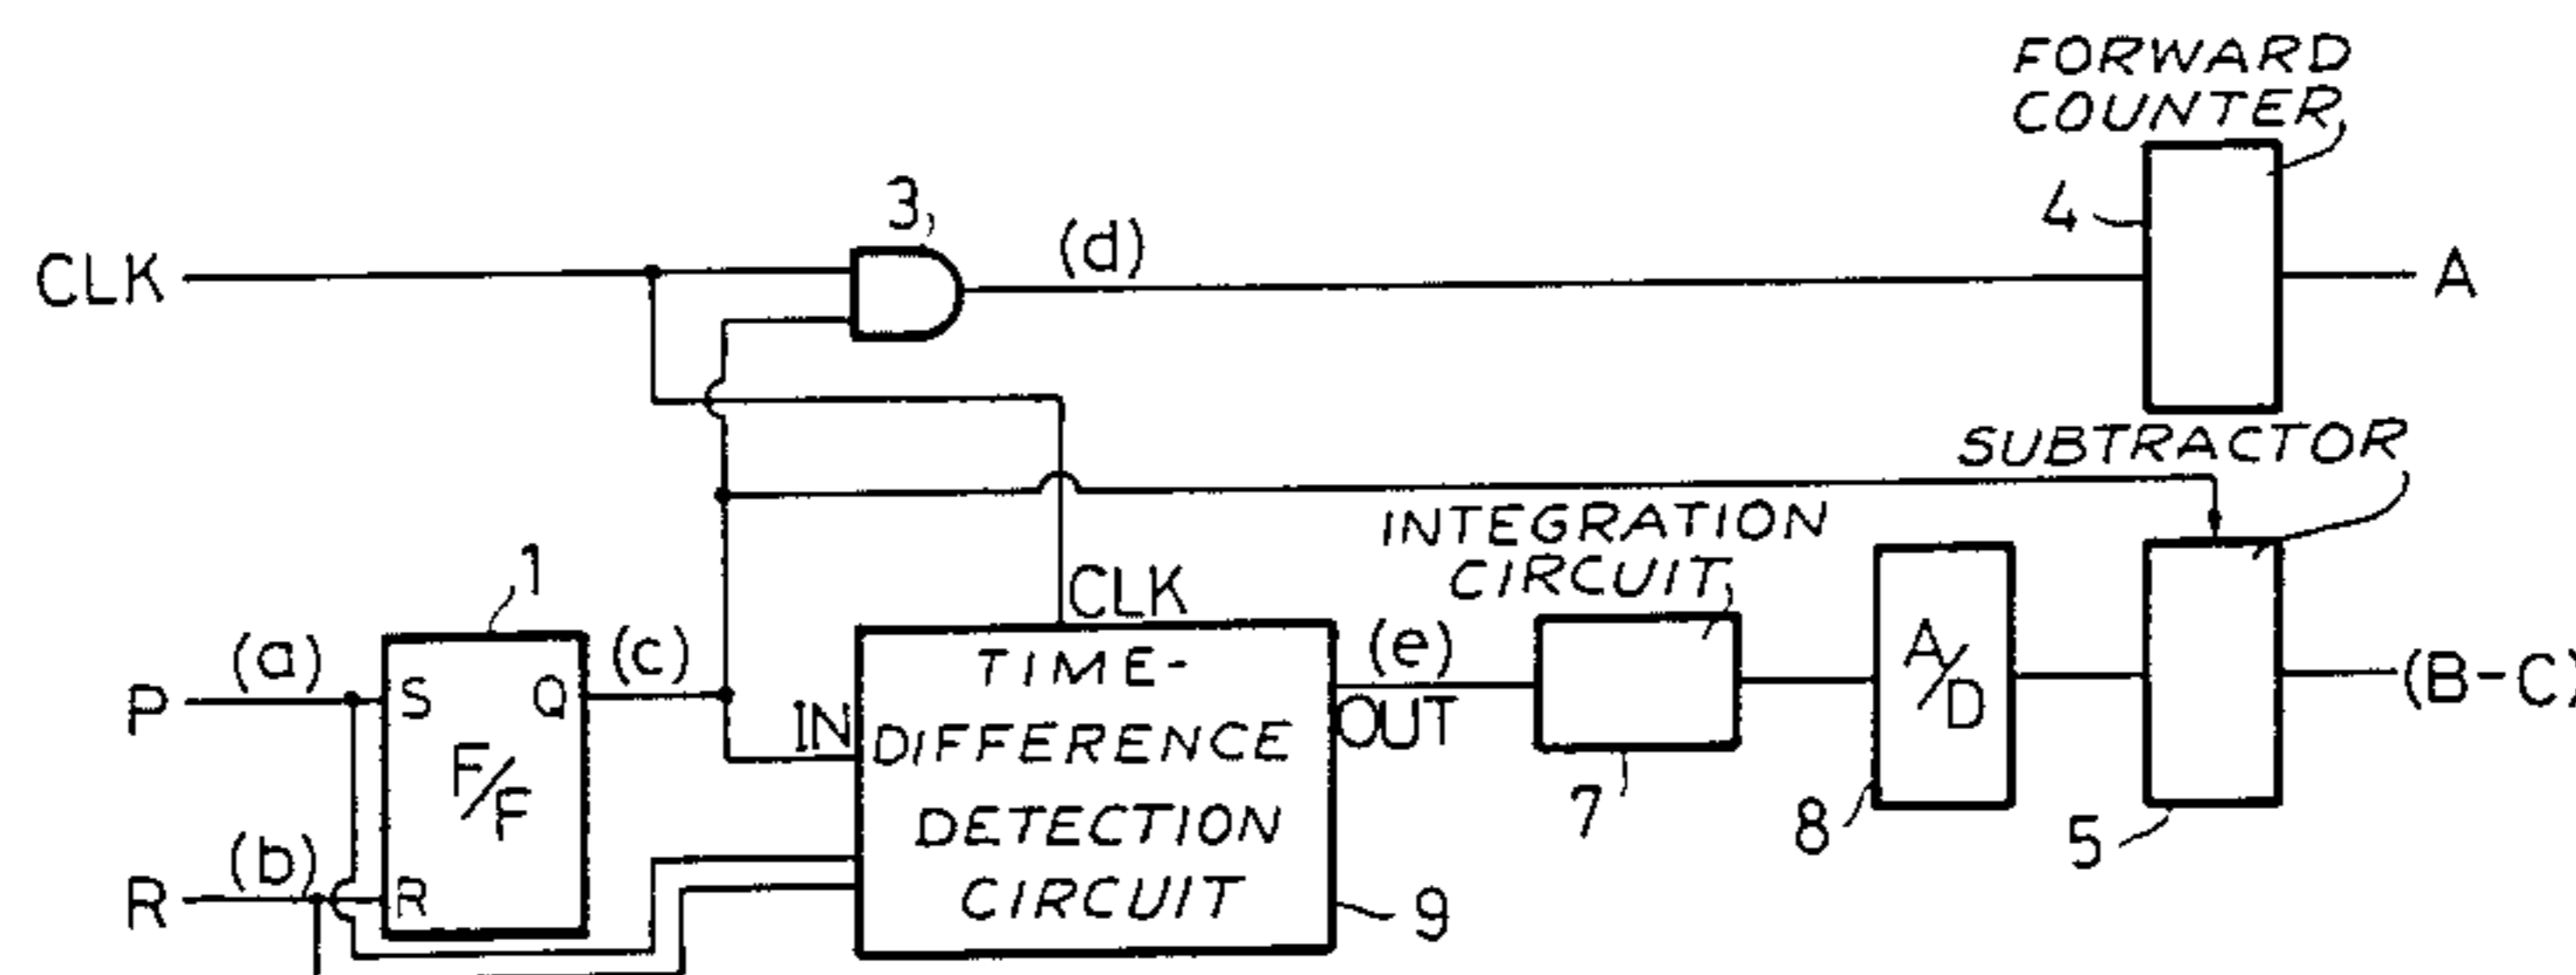 FORWARD
COUNTER
3
(d)
4
CLK
A
SUBTRACTOR
INTEGRATION
CIRCUIT
1
CLK
(a)
(c)
TIME-
(e)
A/D
P
S
Q
IN
DIFFERENCE
OUT
(B-C)
F/F
7
8
5
(b)
DETECTION
R
R
CIRCUIT
9